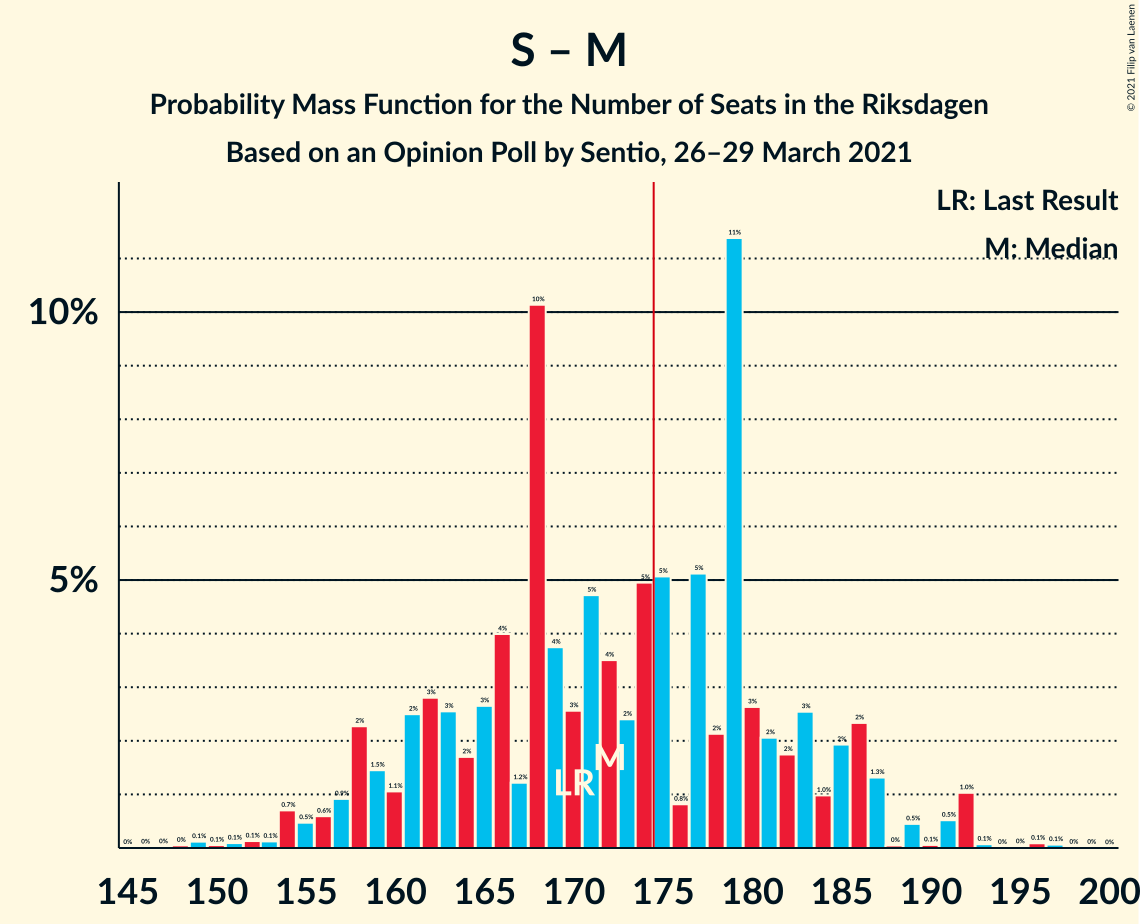 © 2021 Filip van Laenen
S – M
Probability Mass Function for the Number of Seats in the Riksdagen
Based on an Opinion Poll by Sentio, 26–29 March 2021
LR: Last Result
M: Median
10%
5%
0% 0% 0% 0% 0.1% 0.1% 0.1% 0.1% 0.1% 0.7% 0.5% 0.6% 0.9% 2% 1.5% 1.1% 2% 3% 3% 2% 3% 4% 1.2% 10% 4% 3% 5% 4% 2% 5% 5% 0.8% 5% 2% 11% 3% 2% 2% 3% 1.0% 2% 2% 1.3% 0% 0.5% 0.1% 0.5% 1.0% 0.1% 0% 0% 0.1% 0.1% 0% 0% 0%
LR
M
145 150 155 160 165 170 175 180 185 190 195 200